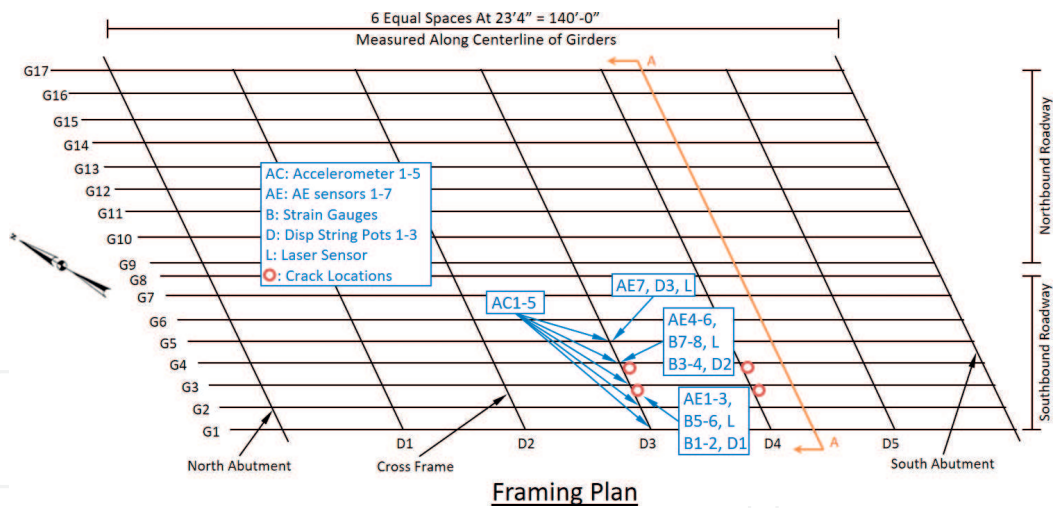 6 Equal Spaces At 23'4” = 140'-0”
Measured Along Centerline of Girders
A
G17
G16
G15
G14
G13
G12
G11
G10
G9
G8
G7
G6
G5
G4
G3
G2
G1
Northbound Roadway
Southbound Roadway
AC: Accelerometer 1-5
AE: AE sensors 1-7
B: Strain Gauges
D: Disp String Pots 1-3
L: Laser Sensor
: Crack Locations
AC1-5
AE7, D3, L
AE4-6,
B7-8, L
B3-4, D2
AE1-3,
B5-6, L
B1-2, D1
D1
D2
D3
D4
A
D5
North Abutment
Cross Frame
South Abutment
Framing Plan